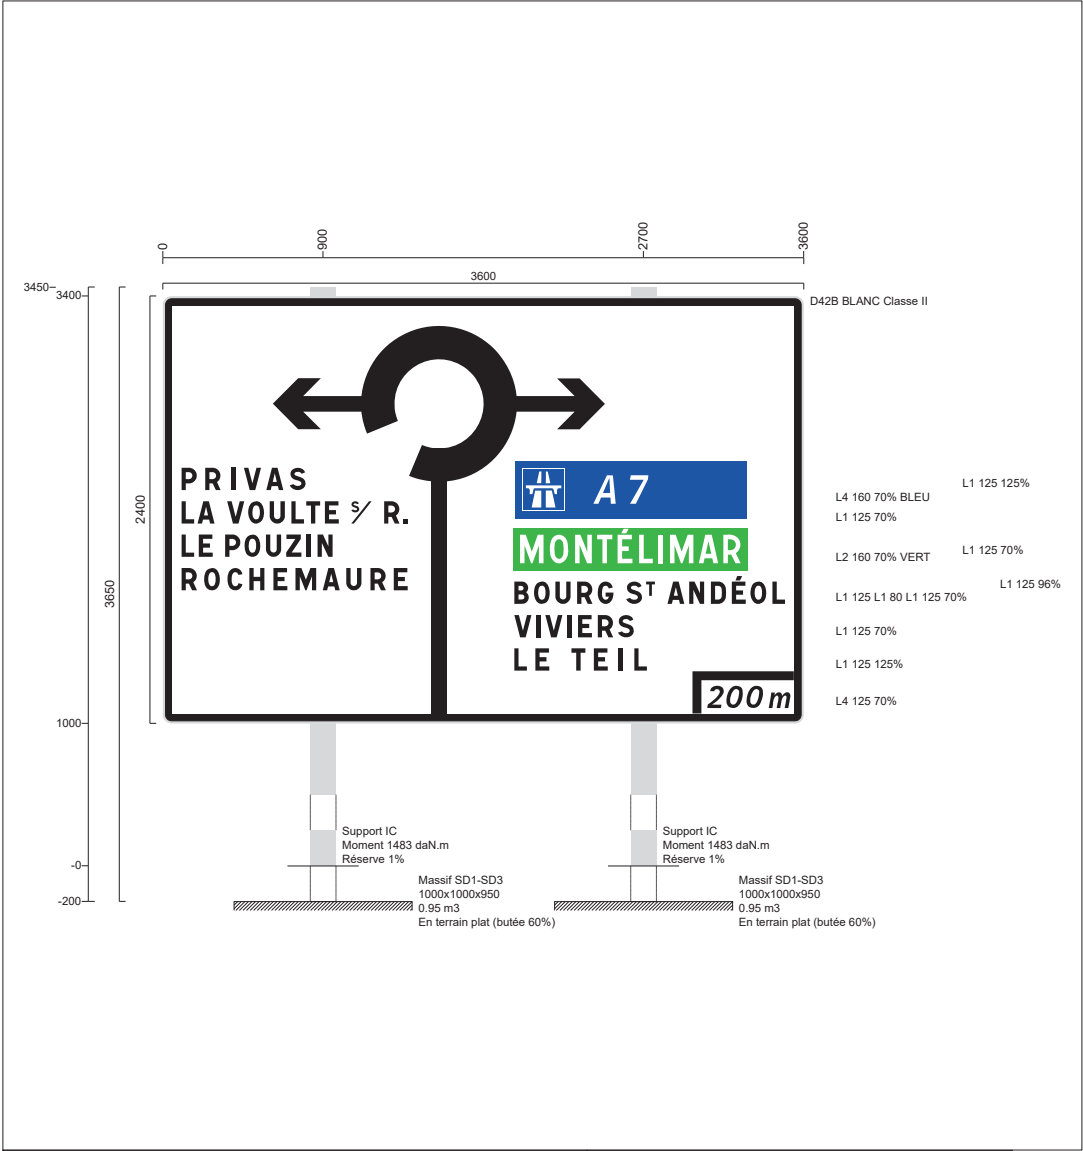 0
900
2700
3600
3600
3450
3400
D42B BLANC Classe II
PRIVAS
LA VOULTE S/ R.
LE POUZIN
ROCHEMAURE
A 7
MONTÉLIMAR
BOURG ST ANDÉOL
VIVIERS
LE TEIL
200 m
L1 125 125%
L4 160 70% BLEU
L1 125 70%
L1 125 70%
L2 160 70% VERT
L1 125 96%
L1 125 L1 80 L1 125 70%
L1 125 70%
L1 125 125%
L4 125 70%
2400
3650
1000
-0
-200
Support IC
Moment 1483 daN.m
Réserve 1%
Massif SD1-SD3
1000x1000x950
0.95 m3
En terrain plat (butée 60%)
Support IC
Moment 1483 daN.m
Réserve 1%
Massif SD1-SD3
1000x1000x950
0.95 m3
En terrain plat (butée 60%)